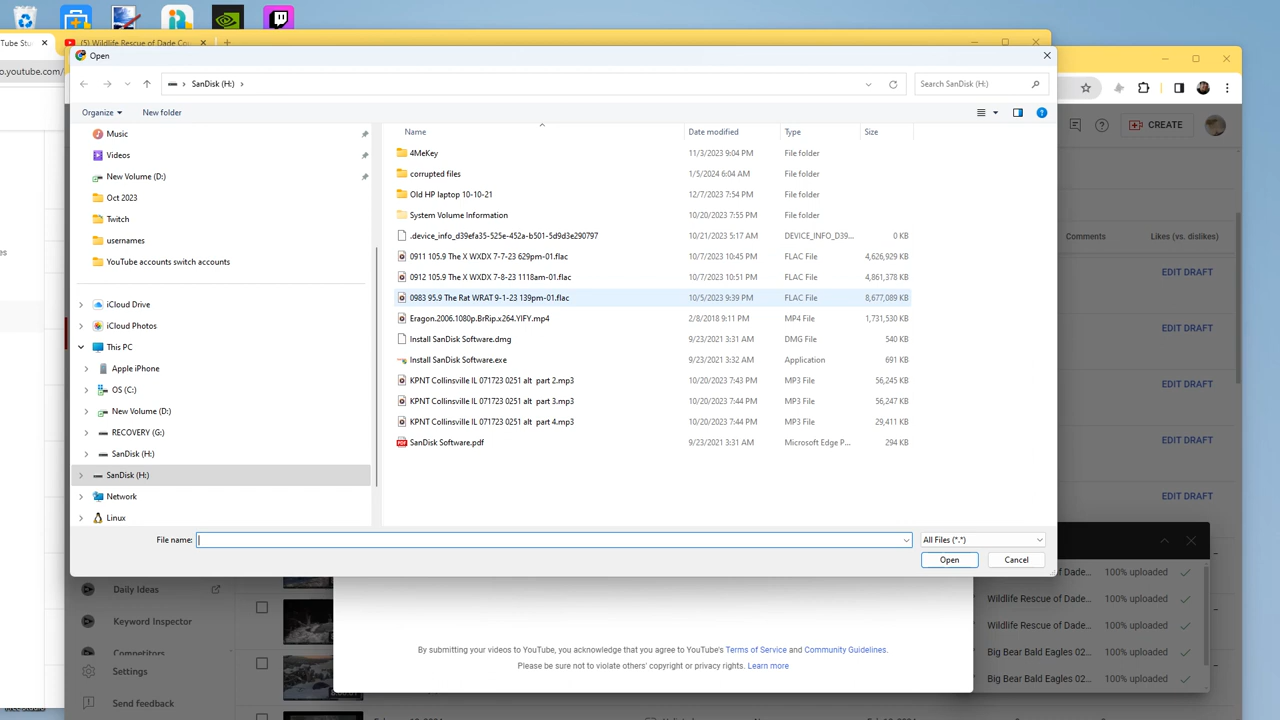 Tube Stu
(5) Wildlife Rescue of Dade Co
o.youtube.com/
Open
SanDisk (H:)
Search SanDisk (H:)
Organize
New folder
Music
Videos
New Volume (D:)
Oct 2023
Twitch
usernames
YouTube accounts switch accounts
iCloud Drive
iCloud Photos
This PC
Apple iPhone
OS (C:)
New Volume (D:)
RECOVERY (G:)
SanDisk (H:)
SanDisk (H:)
Network
Linux
Name Date modified Type Size
4MeKey 11/3/2023 9:04 PM File folder
corrupted files 1/5/2024 6:04 AM File folder
Old HP laptop 10-10-21 12/7/2023 7:54 PM File folder
System Volume Information 10/20/2023 7:55 PM File folder
.device_info_d39efa35-525e-452a-b501-5d9d3e290797 10/21/2023 5:17 AM DEVICE_INFO_D39... 0 KB
0911 105.9 The X WXDX 7-7-23 629pm-01.flac 10/7/2023 10:45 PM FLAC File 4,626,929 KB
0912 105.9 The X WXDX 7-8-23 1118am-01.flac 10/7/2023 10:51 PM FLAC File 4,861,378 KB
0983 95.9 The Rat WRAT 9-1-23 139pm-01.flac 10/5/2023 9:39 PM FLAC File 8,677,089 KB
Eragon.2006.1080p.BrRip.x264.YIFY.mp4 2/8/2018 9:11 PM MP4 File 1,731,530 KB
Install SanDisk Software.dmg 9/23/2021 3:31 AM DMG File 540 KB
Install SanDisk Software.exe 9/23/2021 3:32 AM Application 691 KB
KPNT Collinsville IL 071723 0251 alt part 2.mp3 10/20/2023 7:43 PM MP3 File 56,245 KB
KPNT Collinsville IL 071723 0251 alt part 3.mp3 10/20/2023 7:44 PM MP3 File 56,247 KB
KPNT Collinsville IL 071723 0251 alt part 4.mp3 10/20/2023 7:44 PM MP3 File 29,411 KB
SanDisk Software.pdf 9/23/2021 3:31 AM Microsoft Edge P... 294 KB
File name:
All Files (*.*)
Open
Cancel
CREATE
Comments Likes (vs. dislikes)
EDIT DRAFT
EDIT DRAFT
EDIT DRAFT
EDIT DRAFT
EDIT DRAFT
100% uploaded
Wildlife Rescue of Dade... 100% uploaded
Wildlife Rescue of Dade... 100% uploaded
Big Bear Bald Eagles 02... 100% uploaded
Big Bear Bald Eagles 02... 100% uploaded
Daily Ideas
Keyword Inspector
Competitors
Settings
Send feedback
By submitting your videos to YouTube, you acknowledge that you agree to YouTube's Terms of Service and Community Guidelines.
Please be sure not to violate others' copyright or privacy rights. Learn more